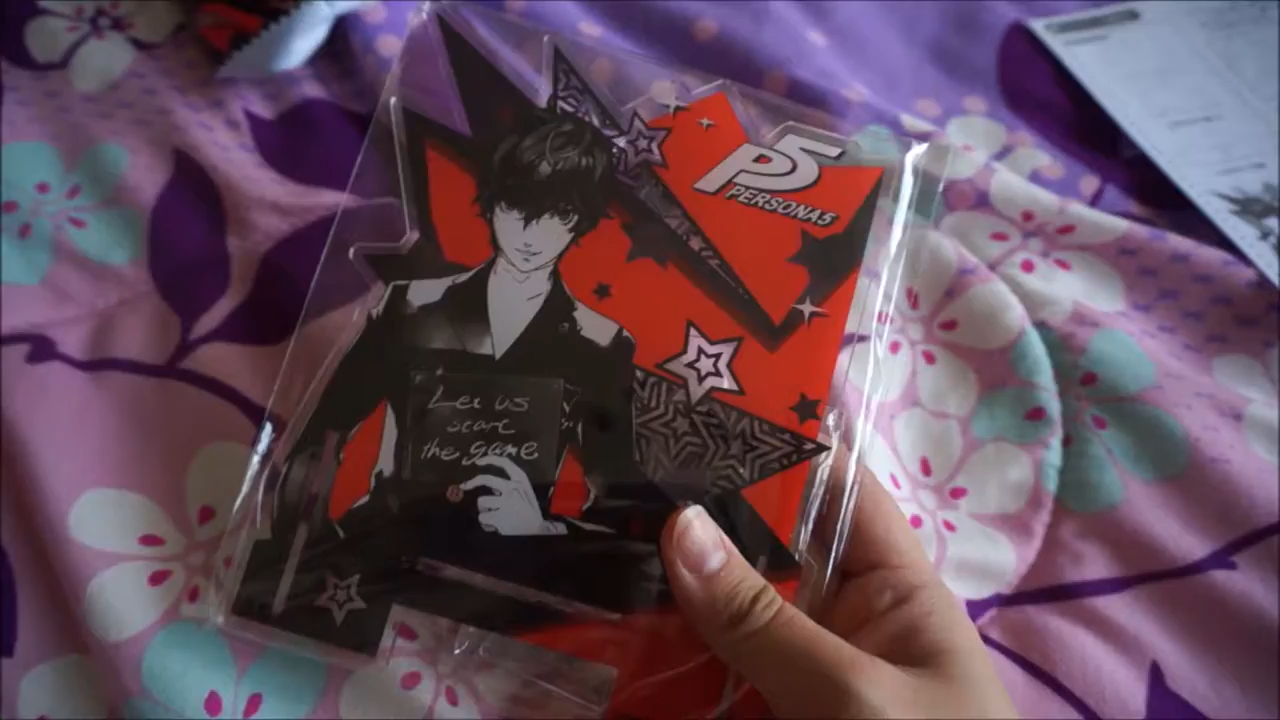 P5
PERSONA5
Let us
start
the game